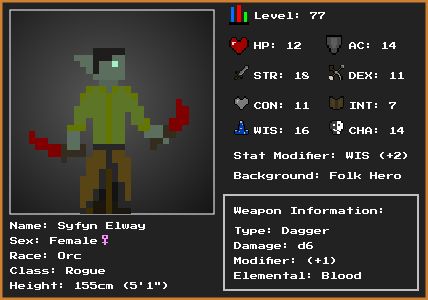 Level: 77
HP: 12 AC: 14
STR: 18 DEX: 11
CON: 11 INT: 7
WIS: 16 CHA: 14
Stat Modifier: WIS (+2)
Background: Folk Hero
Name: Syfyn Elway
Sex: Female♀
Race: Orc
Class: Rogue
Height: 155cm (5'1")
Weapon Information:
Type: Dagger
Damage: d6
Modifier: (+1)
Elemental: Blood